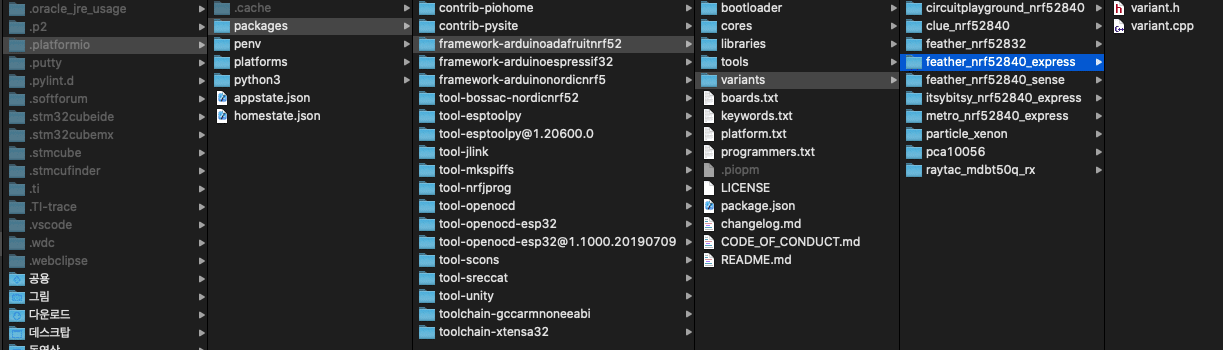 .oracle_jre_usage
.p2
.platformio
.putty
.pylint.d
.softforum
.stm32cubeide
.stm32cubemx
.stmcube
.stmcufinder
.ti
.TI-trace
.vscode
.wdc
.webclipse
공용
그림
다운로드
데스크탑
동영상
.cache
packages
penv
platforms
python3
appstate.json
homestate.json
contrib-piohome
contrib-pysite
framework-arduinoadafruitnrf52
framework-arduinoespressif32
framework-arduinonordicnrf5
tool-bossac-nordicnrf52
tool-esptoolpy
tool-esptoolpy@1.20600.0
tool-jlink
tool-mkspiffs
tool-nrfjprog
tool-openocd
tool-openocd-esp32
tool-openocd-esp32@1.1000.20190709
tool-scons
tool-sreccat
tool-unity
toolchain-gccarmnoneeabi
toolchain-xtensa32
bootloader
cores
libraries
tools
variants
boards.txt
keywords.txt
platform.txt
programmers.txt
.piopm
LICENSE
package.json
changelog.md
CODE_OF_CONDUCT.md
README.md
circuitplayground_nrf52840
clue_nrf52840
feather_nrf52832
feather_nrf52840_express
feather_nrf52840_sense
itsybitsy_nrf52840_express
metro_nrf52840_express
particle_xenon
pca10056
raytac_mdbt50q_rx
variant.h
variant.cpp